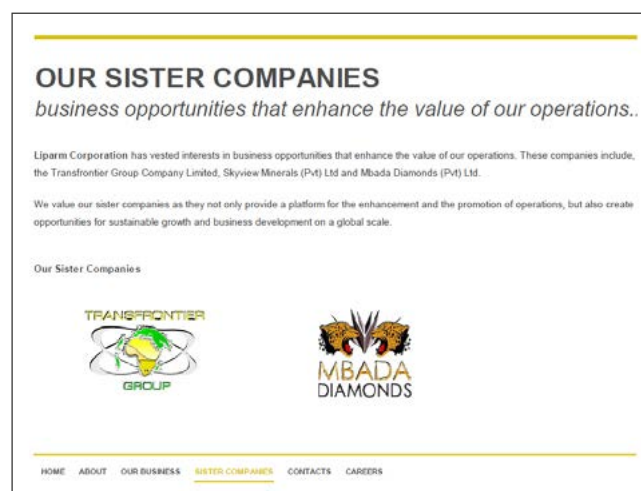 OUR SISTER COMPANIES
business opportunities that enhance the value of our operations..
Liparm Corporation has vested interests in business opportunities that enhance the value of our operations. These companies include,
the Transfrontier Group Company Limited, Skyview Minerals (Pvt) Ltd and Mbada Diamonds (Pvt) Ltd.
We value our sister companies as they not only provide a platform for the enhancement and the promotion of operations, but also create
opportunities for sustainable growth and business development on a global scale.
Our Sister Companies
TRANSFRONTIER
GROUP
MBADA
DIAMONDS
HOME ABOUT OUR BUSINESS SISTER COMPANIES CONTACTS CAREERS